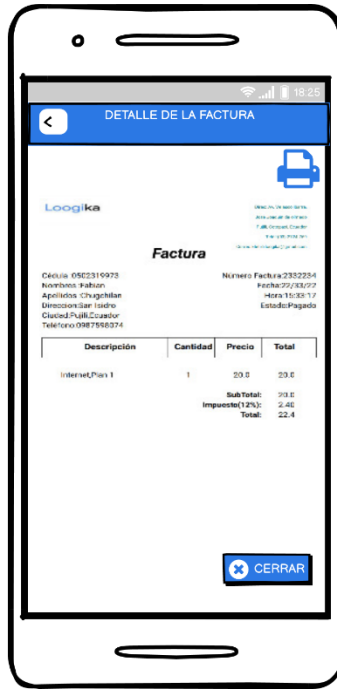 18:25
DETALLE DE LA FACTURA
Loogika
Factura
Cédula :0502319973
Nombres :Fabian
Apellidos :Chugchilan
Direccion:San Isidro
Ciudad:Pujili,Ecuador
Teléfono:0987598074
Número Factura:2332234
Fecha:22/33/22
Hora:15:33:17
Estado:Pagado
Descripción Cantidad Precio Total
Internet,Plan 1 1 20.0 20.0
SubTotal: 20.0
Impuesto(12%): 2.40
Total: 22.4
CERRAR